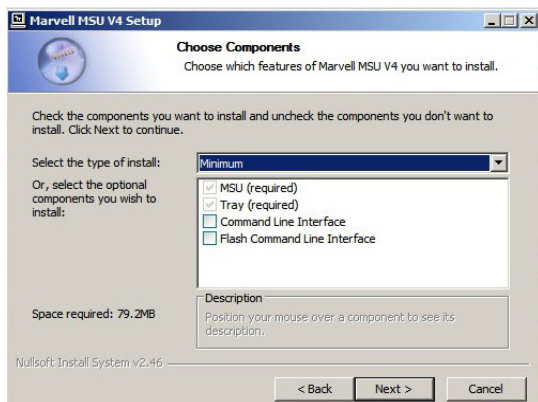 Marvell MSU V4 Setup
Choose Components
Choose which features of Marvell MSU V4 you want to install.
Check the components you want to install and uncheck the components you don't want to
install. Click Next to continue.
Select the type of install:
Minimum
Or, select the optional
components you wish to
install:
MSU (required)
Tray (required)
Command Line Interface
Flash Command Line Interface
Space required: 79.2MB
Description
Position your mouse over a component to see its
description.
Nullsoft Install System v2.46
< Back
Next >
Cancel